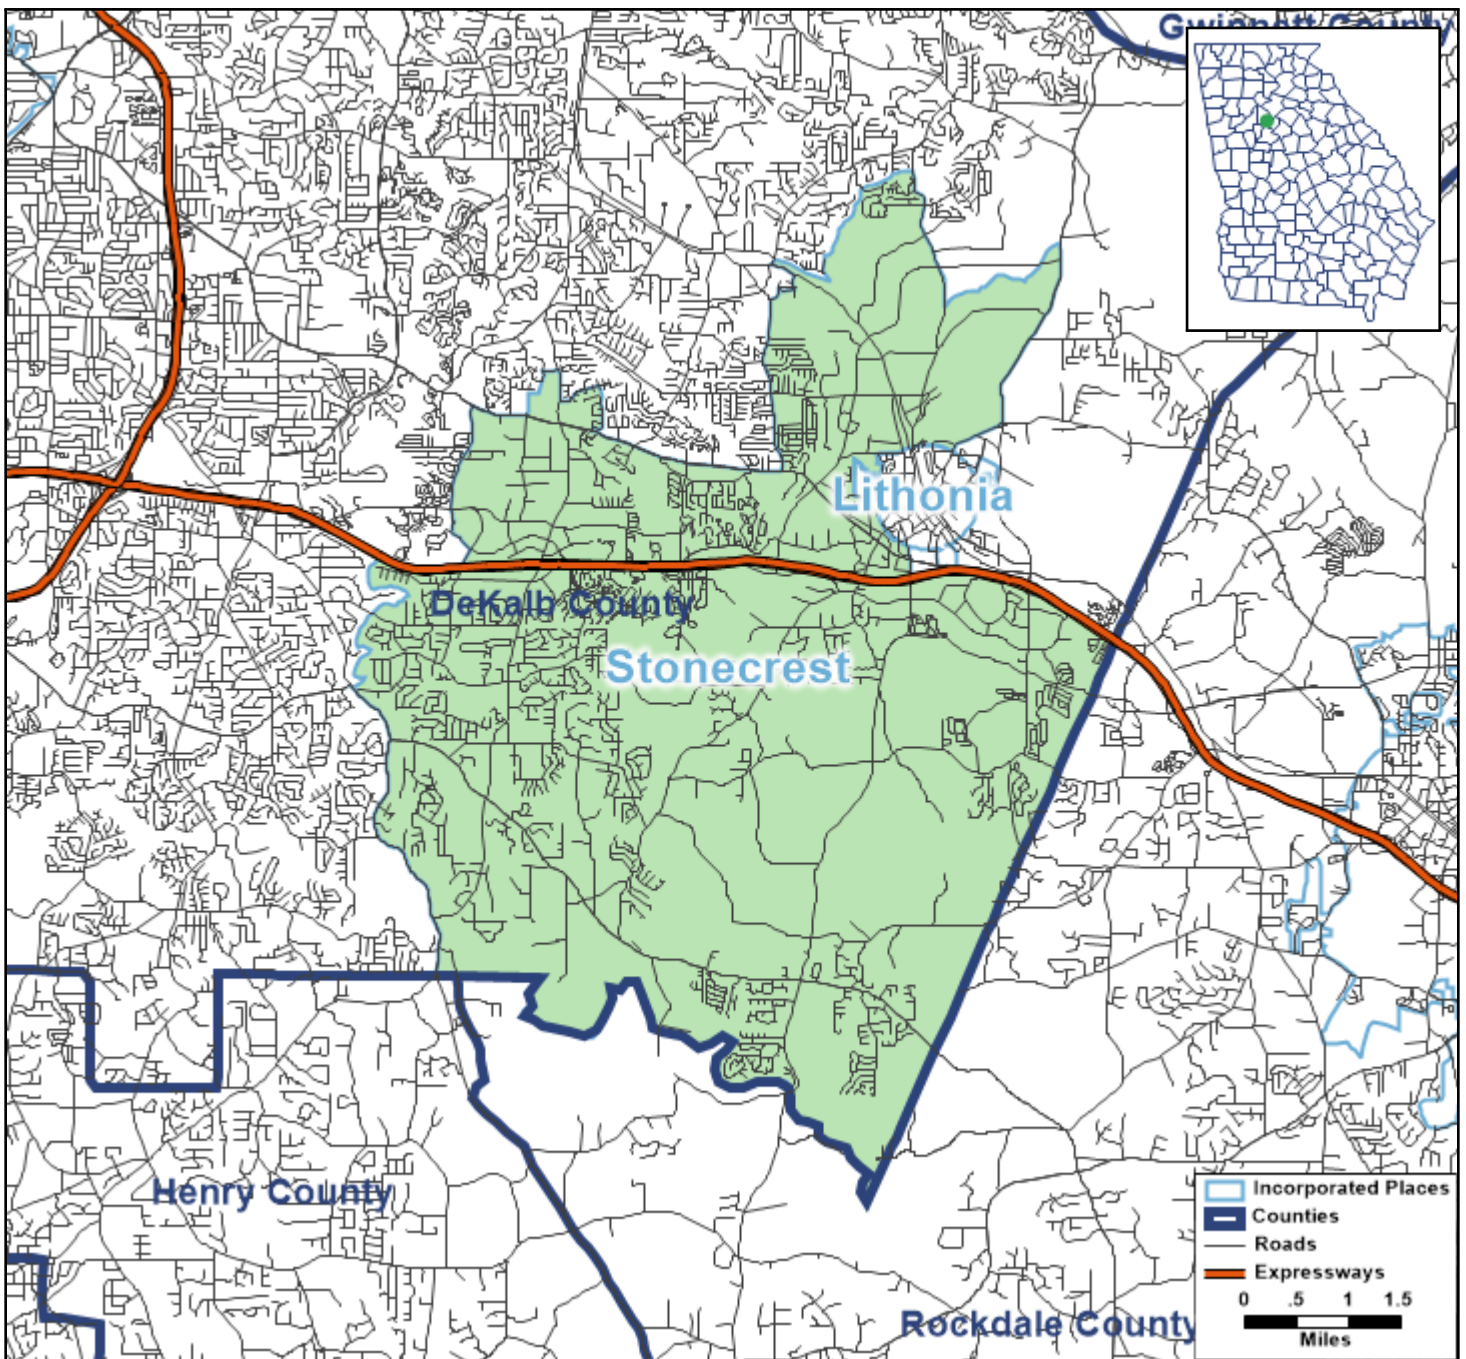 Gwinnett County
Lithonia
DeKalb County
Stonecrest
Henry County
Rockdale County
Incorporated Places
Counties
Roads
Expressways
0 .5 1 1.5
Miles